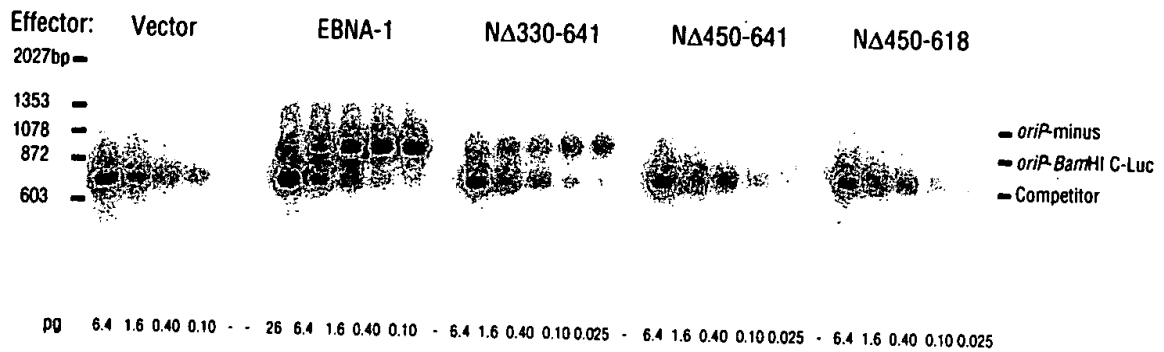 Effector: Vector EBNA-1 NΔ330-641 NΔ450-641 NΔ450-618
2027bp
1353
1078
872
603
oriP-minus
oriP-BamHI C-Luc
Competitor
pg 6.4 1.6 0.40 0.10 - - 26 6.4 1.6 0.40 0.10 - 6.4 1.6 0.40 0.10 0.025 - 6.4 1.6 0.40 0.10 0.025 - 6.4 1.6 0.40 0.10 0.025